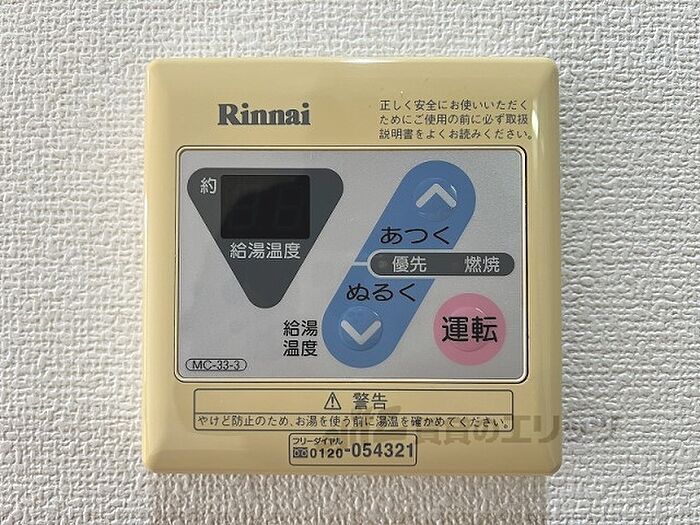 Rinnai
正しく安全にお使いいただく
ためにご使用の前に必ず取扱
説明書をよくお読みください。
約
給湯温度
あつく
優先 燃焼
ぬるく
給湯
温度
運転
MC-33-3
⚠ 警告
やけど防止のため、お湯を使う前に湯温を確かめてください。
フリーダイヤル
0120-054321